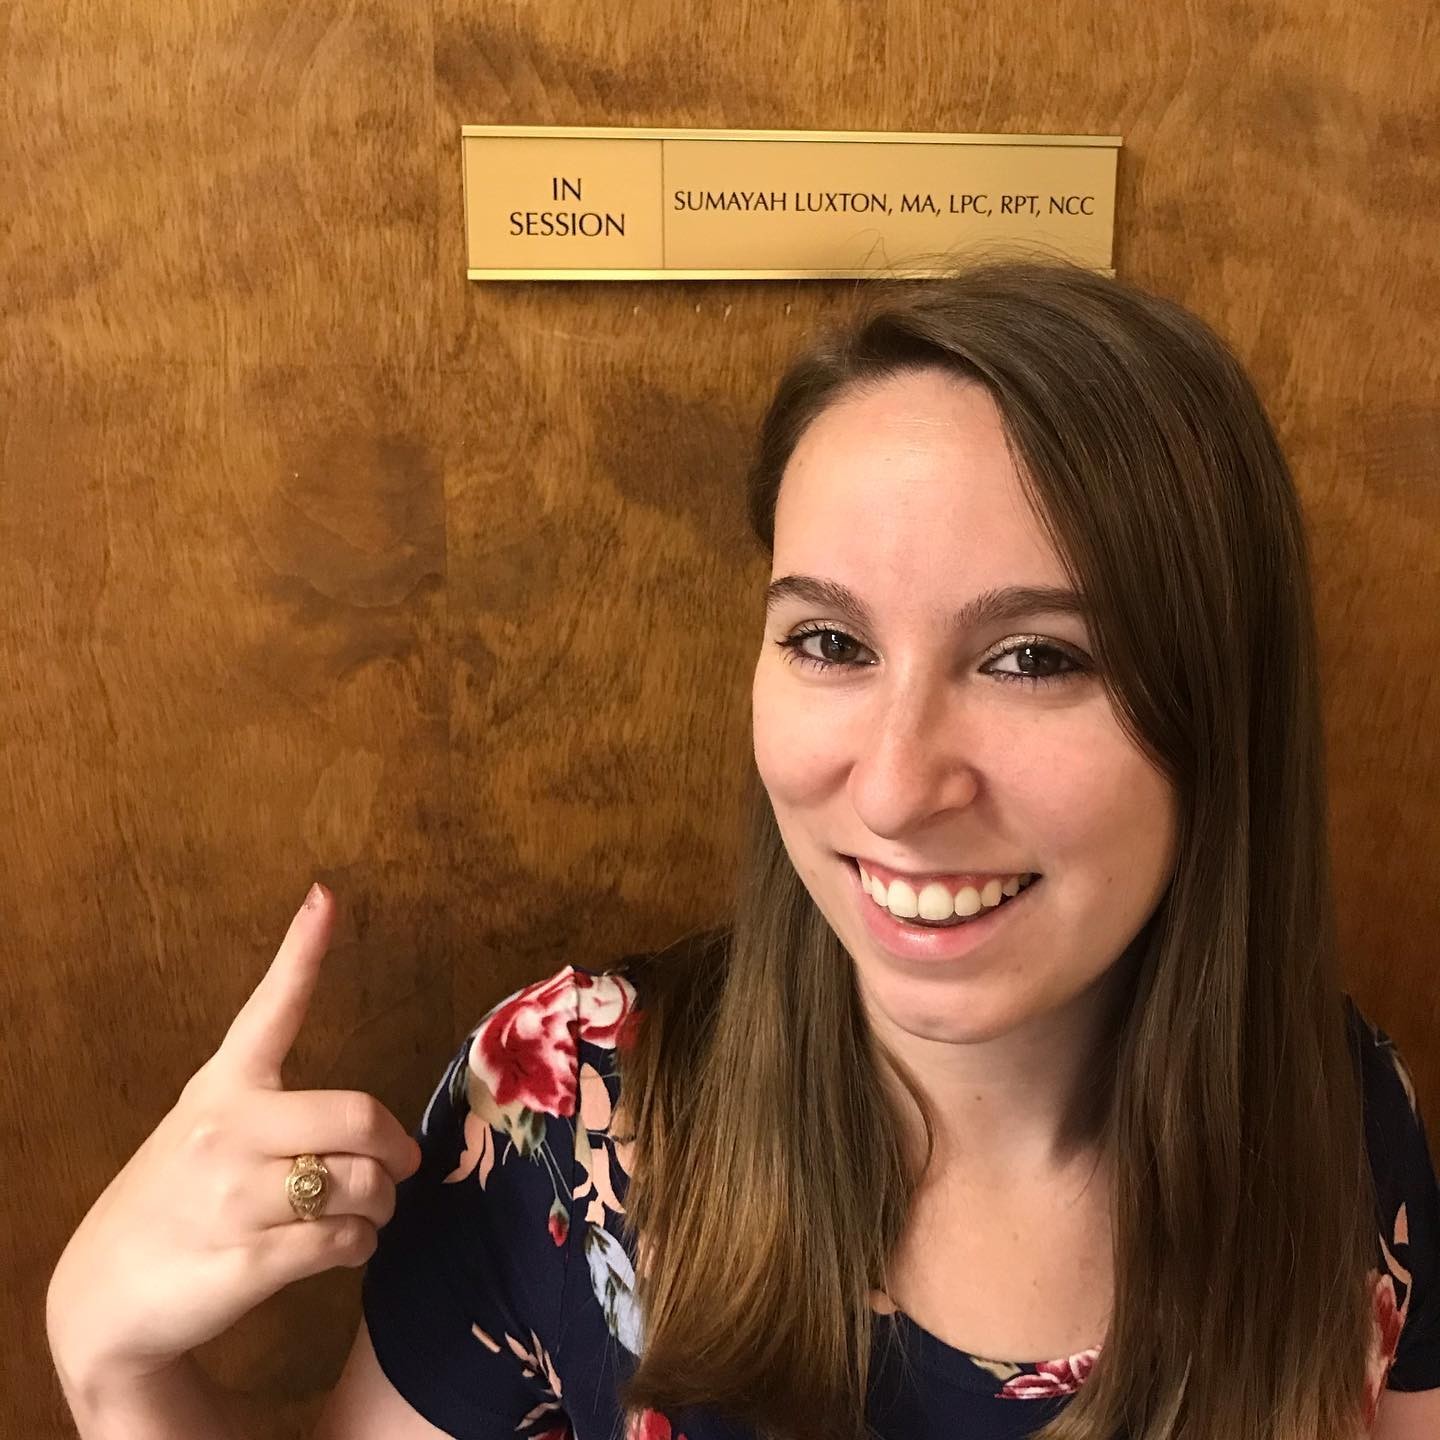 IN
SESSION
SUMAYAH LUXTON, MA, LPC, RPT, NCC